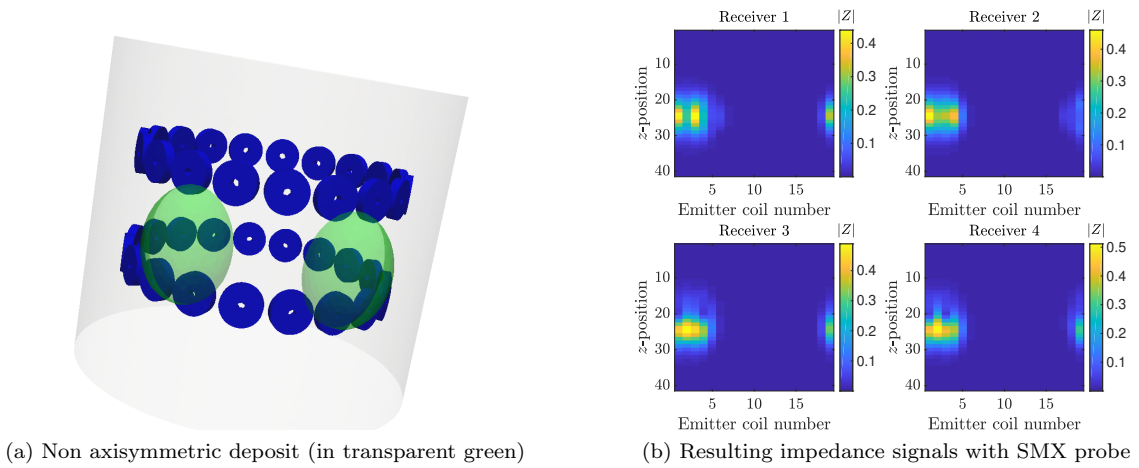 Receiver 1
|Z|
10
20
30
40
z-position
5
10
15
Emitter coil number
0.4
0.3
0.2
0.1
Receiver 2
|Z|
10
20
30
40
z-position
5
10
15
Emitter coil number
0.4
0.3
0.2
0.1
Receiver 3
|Z|
10
20
30
40
z-position
5
10
15
Emitter coil number
0.4
0.3
0.2
0.1
Receiver 4
|Z|
10
20
30
40
z-position
5
10
15
Emitter coil number
0.5
0.4
0.3
0.2
0.1
(a) Non axisymmetric deposit (in transparent green)
(b) Resulting impedance signals with SMX probe